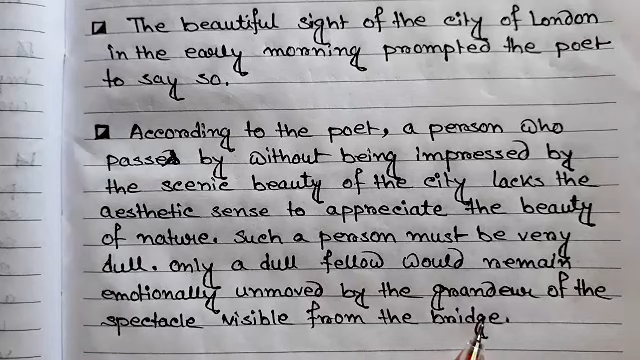 The beautiful sight of the city of London
in the early morning prompted the poet
to say so.
According to the poet, a person who
passes by without being impressed by
the scenic beauty of the city lacks the
aesthetic sense to appreciate the beauty
of nature. Such a person must be very
dull. Only a dull fellow would remain
emotionally unmoved by the grandeur of the
spectacle visible from the bridge.